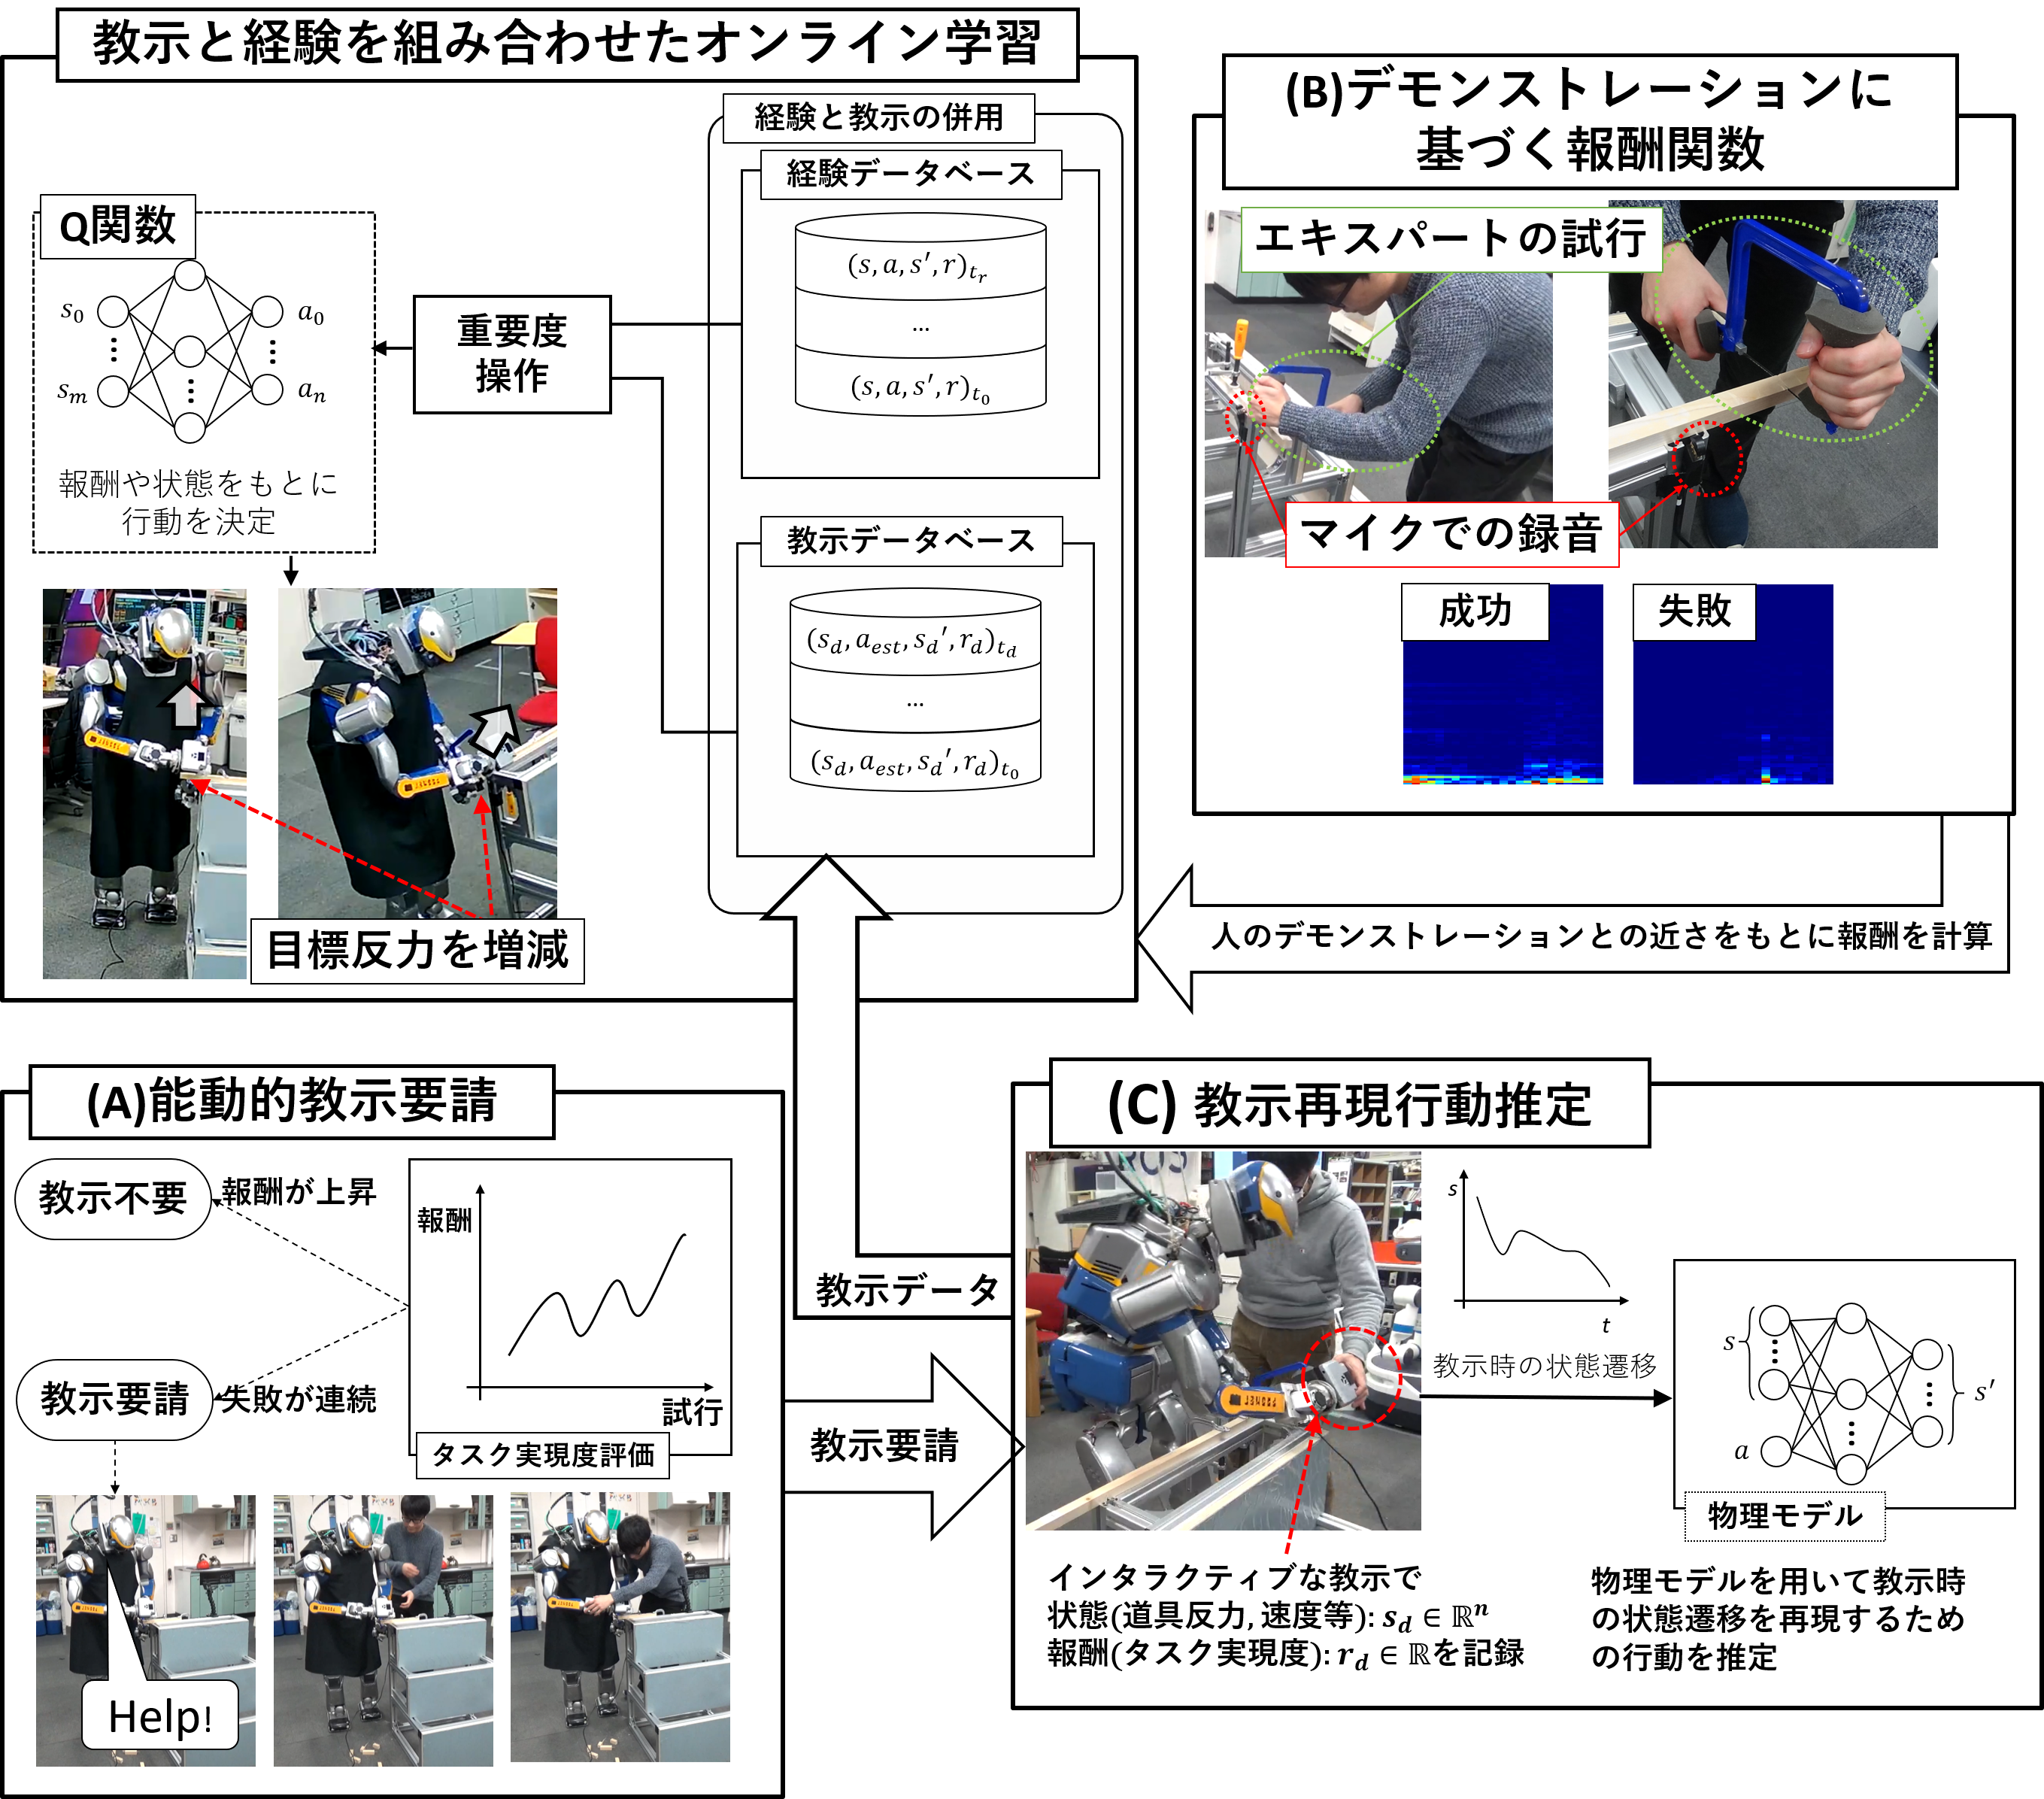 教示と経験を組み合わせたオンライン学習
経験と教示の併用
経験データベース
(s, a, s′, r)_{t_r}
...
(s, a, s′, r)_{t_0}
Q関数
s_0
s_m
a_0
a_n
報酬や状態をもとに
行動を決定
重要度
操作
教示データベース
(s_d, a_{est}, s_d′, r_d)_{t_d}
...
(s_d, a_{est}, s_d′, r_d)_{t_0}
目標反力を増減
(B)デモンストレーションに
基づく報酬関数
エキスパートの試行
マイクでの録音
成功
失敗
人のデモンストレーションとの近さをもとに報酬を計算
(A)能動的教示要請
教示不要
報酬が上昇
教示要請
失敗が連続
報酬
試行
タスク実現度評価
Help!
教示データ
教示要請
(C) 教示再現行動推定
s
t
教示時の状態遷移
s
a
s′
物理モデル
インタラクティブな教示で
状態(道具反力, 速度等): s_d ∈ ℝ^n
報酬(タスク実現度): r_d ∈ ℝを記録
物理モデルを用いて教示時
の状態遷移を再現するため
の行動を推定